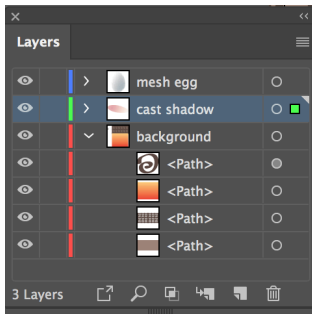 Layers
mesh egg
cast shadow
background
<Path>
<Path>
<Path>
<Path>
3 Layers